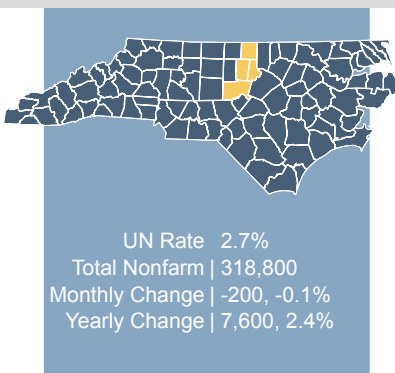 UN Rate 2.7%
Total Nonfarm | 318,800
Monthly Change | -200, -0.1%
Yearly Change | 7,600, 2.4%